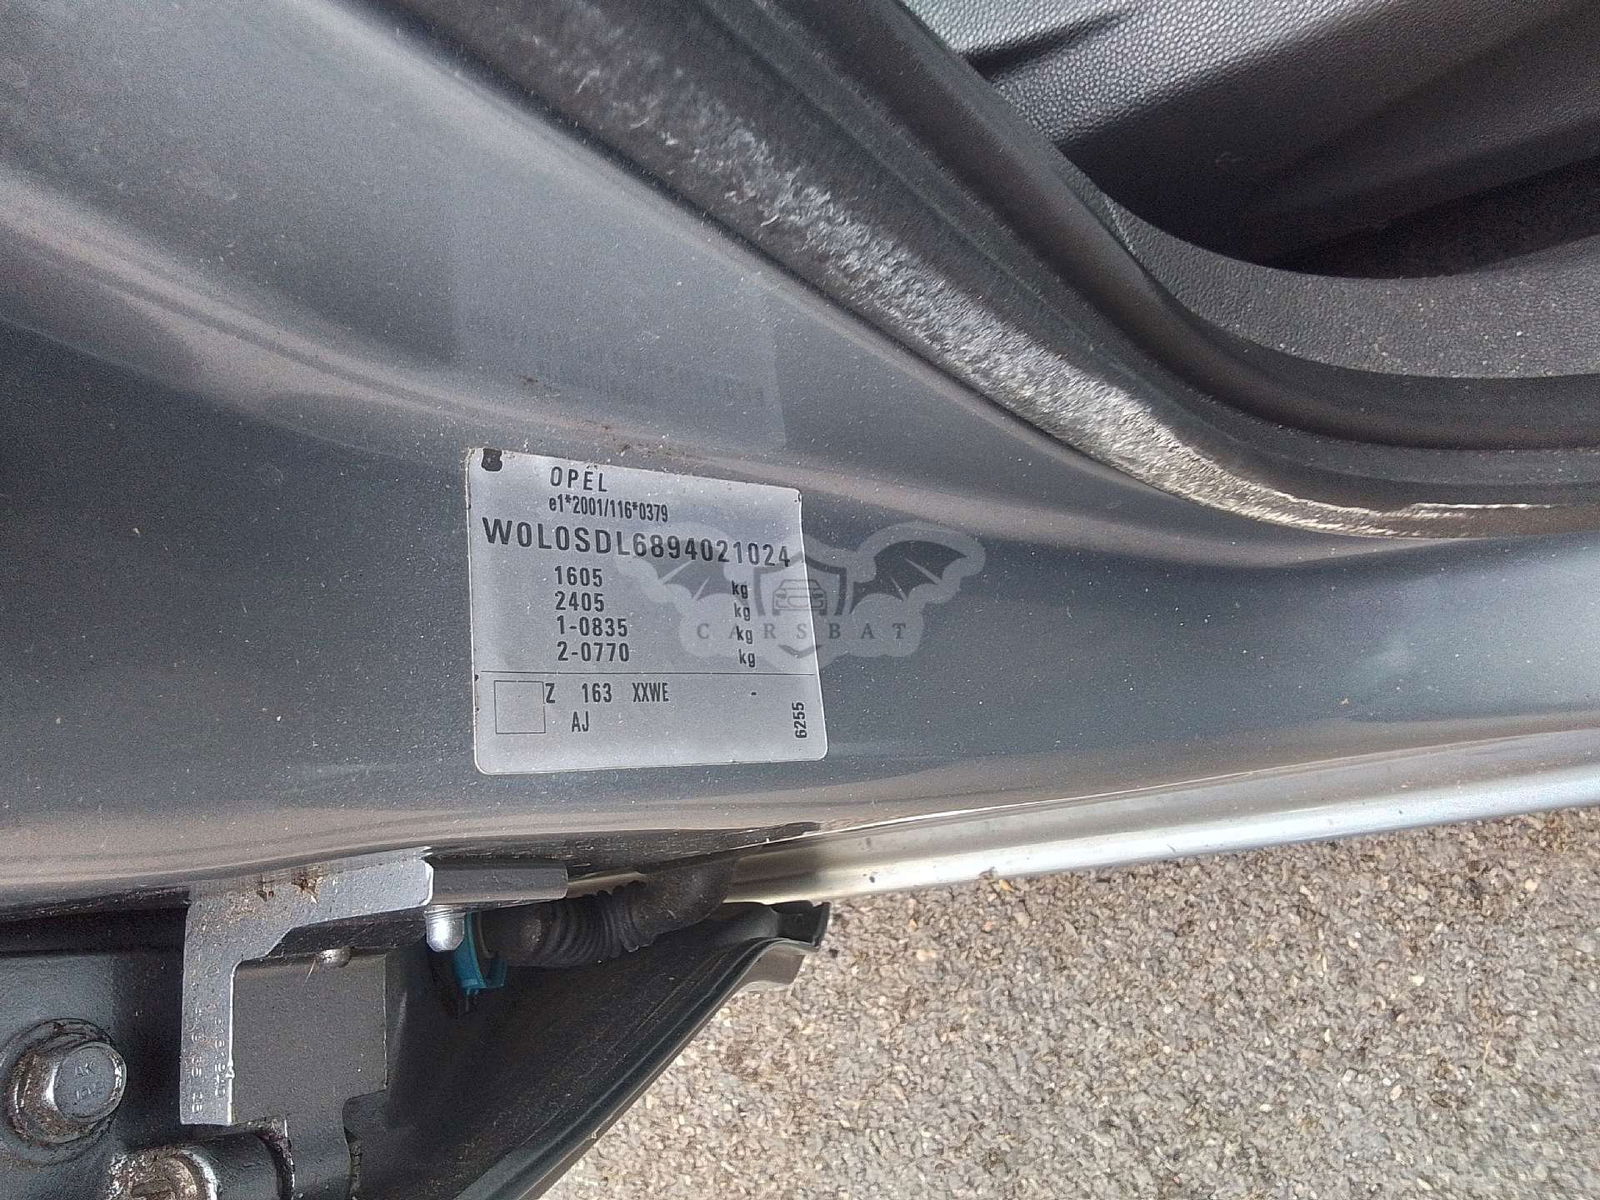 OPEL
e1*2001/116*0379
W0L0SDL6894021024
1605 kg
2405 kg
1-0835 kg
2-0770 kg
Z 163 XXWE -
AJ
6255
CARSBAT